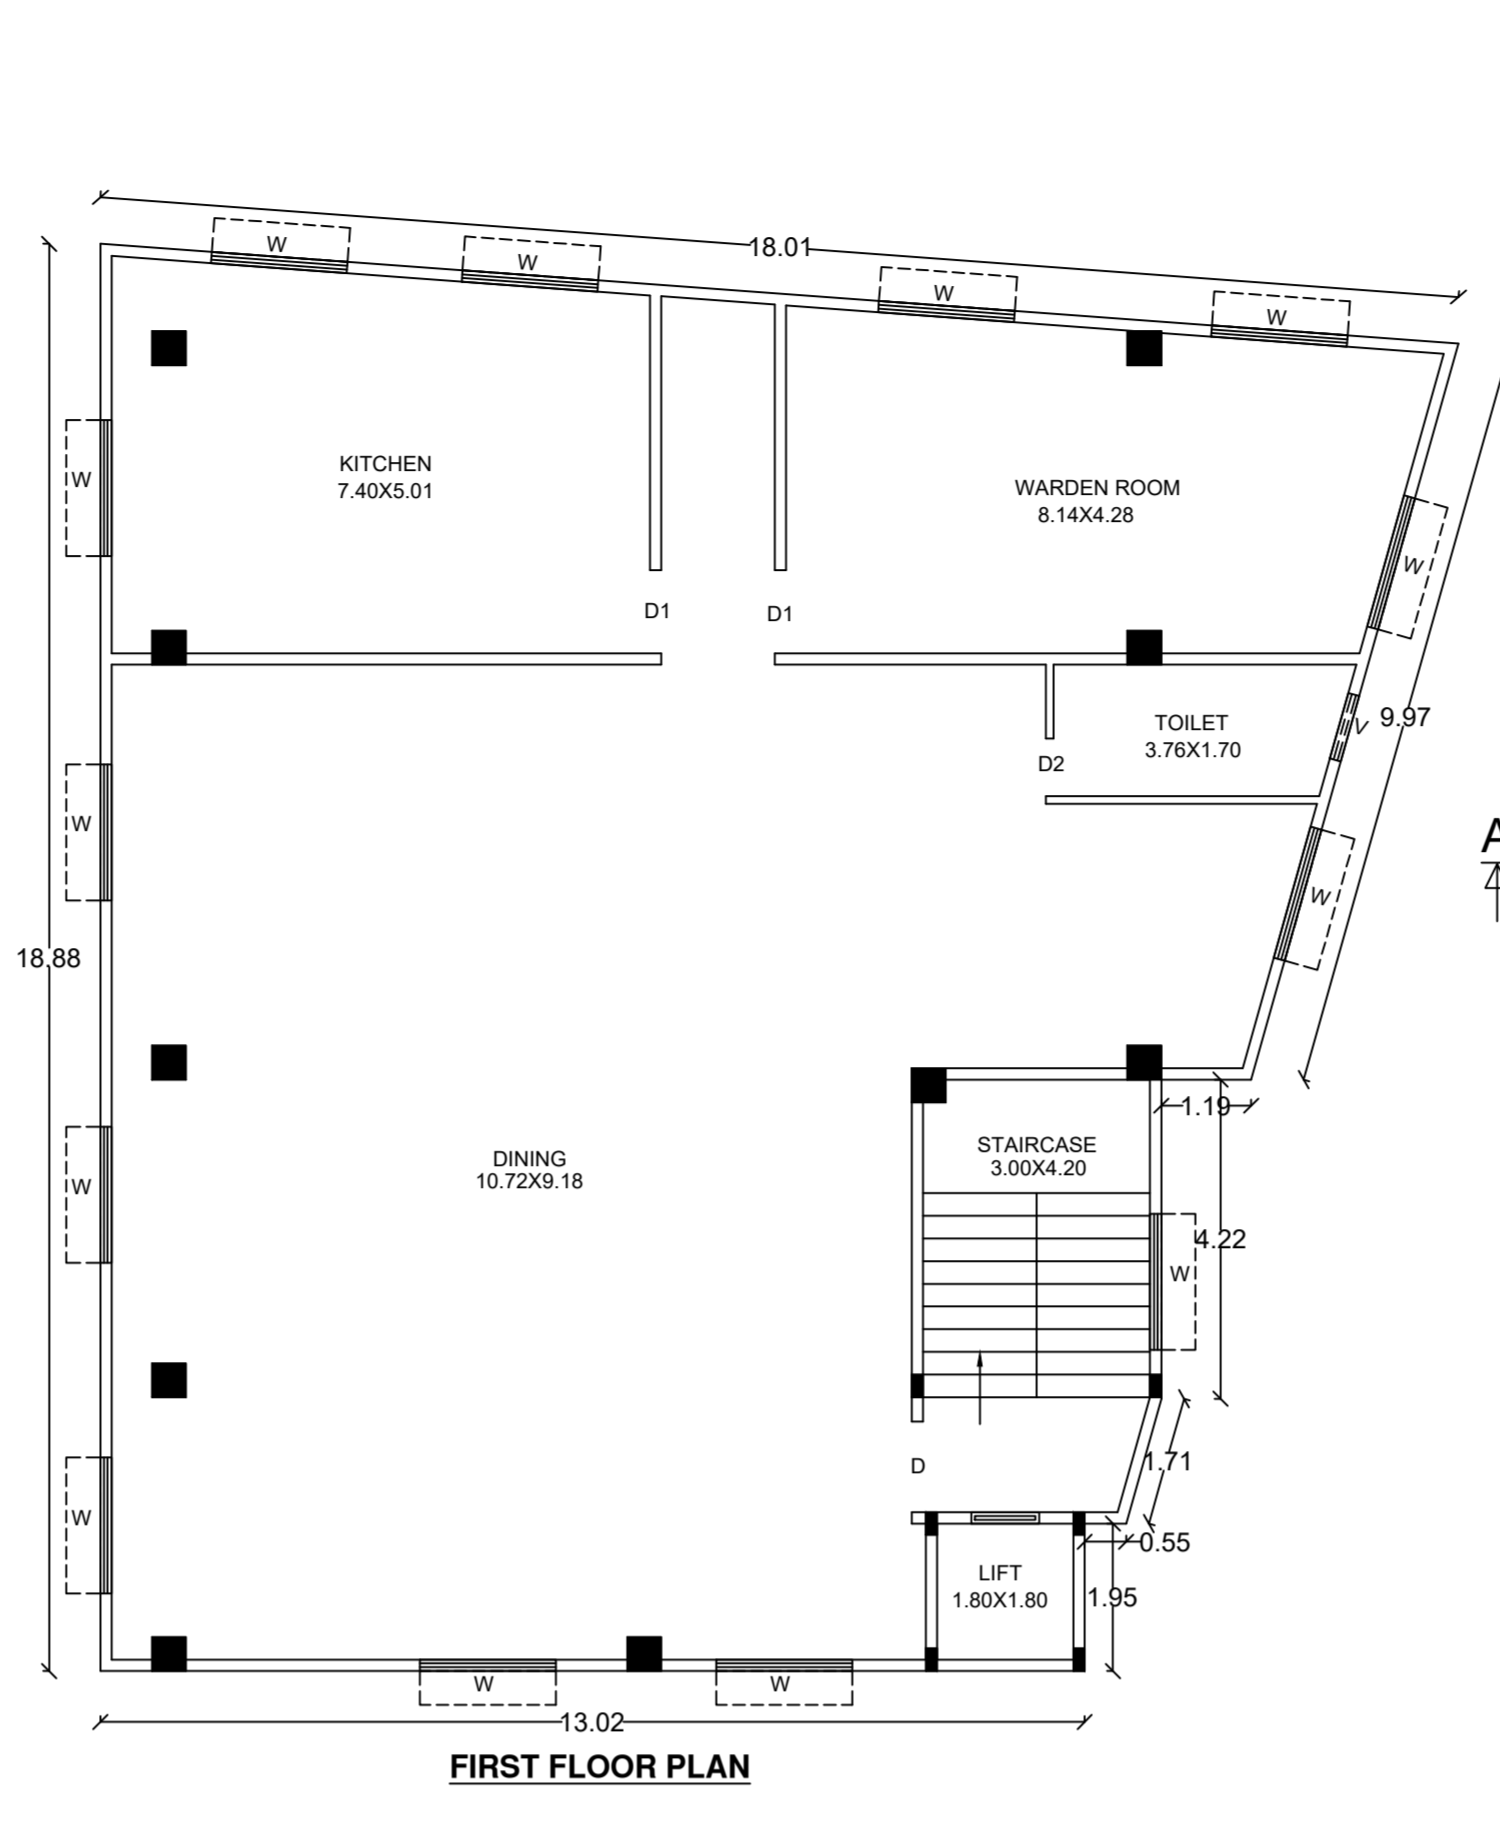 18.01
W
W
W
W
KITCHEN
7.40X5.01
W
WARDEN ROOM
8.14X4.28
W
D1
D1
TOILET
3.76X1.70
V
9.97
D2
W
A
W
18.88
1.19
DINING
10.72X9.18
STAIRCASE
3.00X4.20
W
4.22
W
D
1.71
W
0.55
LIFT
1.80X1.80
1.95
W
W
13.02
FIRST FLOOR PLAN